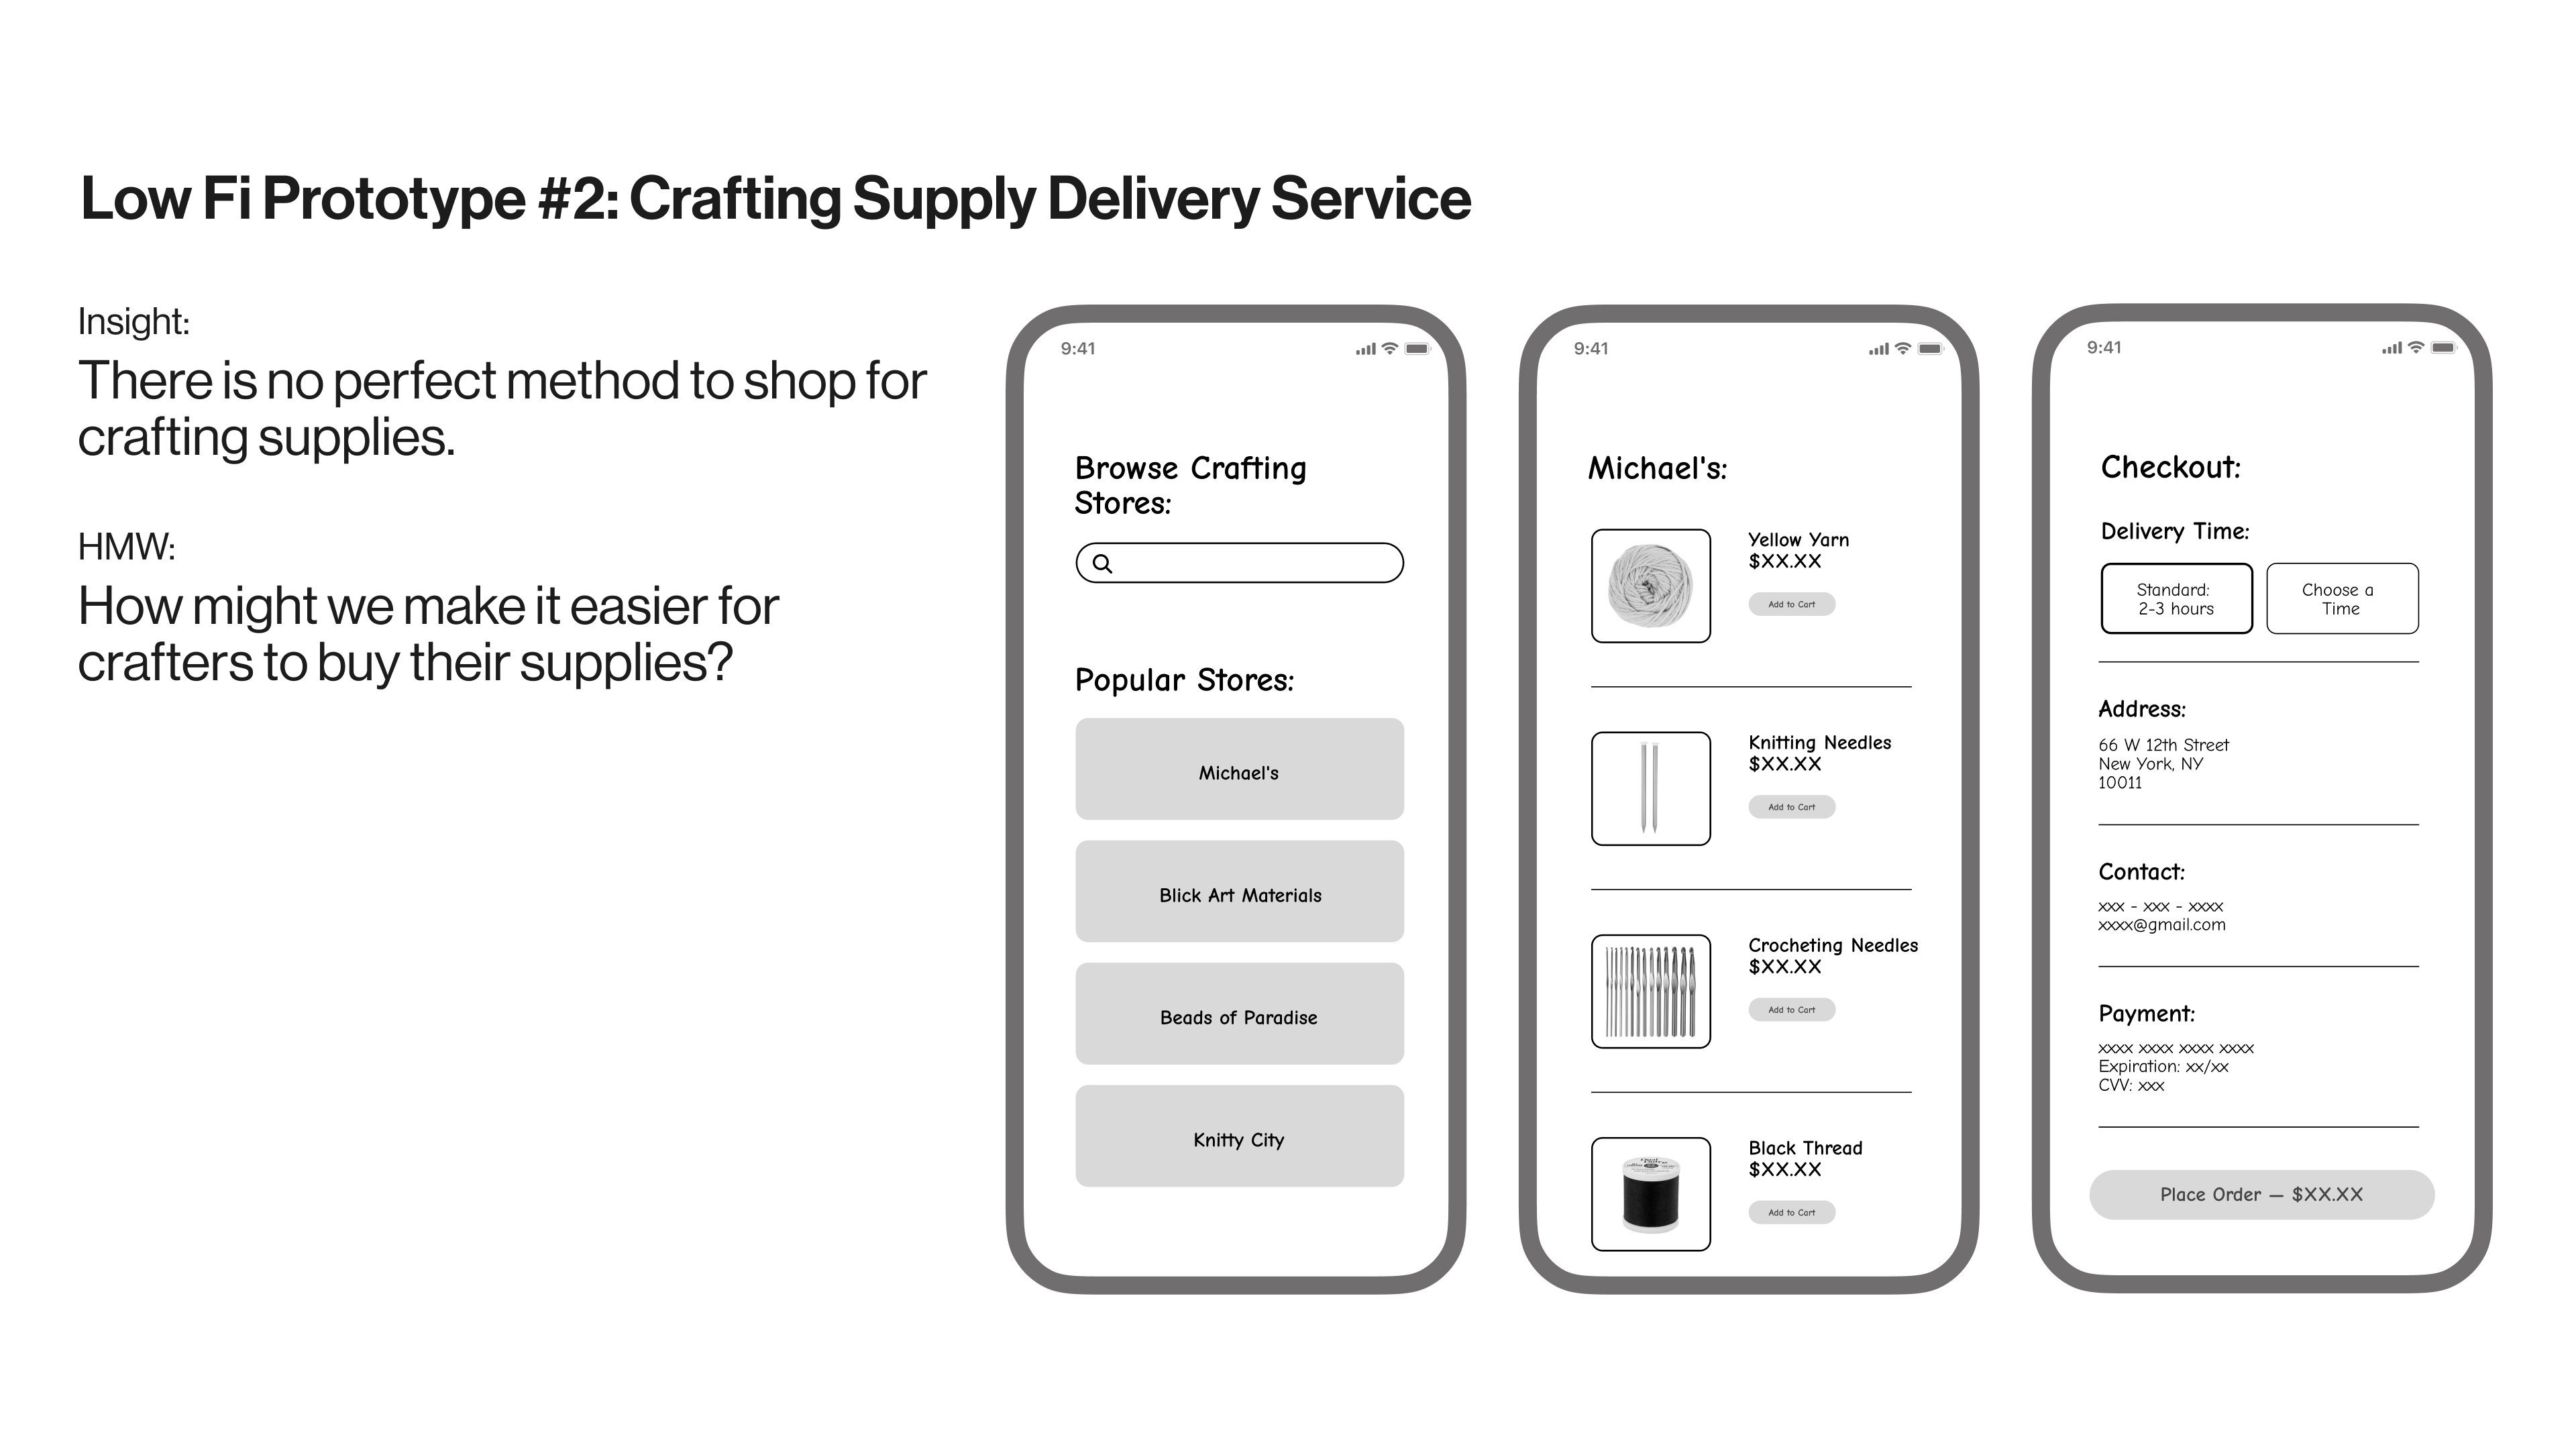 Low Fi Prototype #2: Crafting Supply Delivery Service
Insight:
There is no perfect method to shop for
crafting supplies.
HMW:
How might we make it easier for
crafters to buy their supplies?
9:41
Browse Crafting
Stores:
Popular Stores:
Michael's
Blick Art Materials
Beads of Paradise
Knitty City
9:41
Michael's:
Yellow Yarn
$XX.XX
Add to Cart
Knitting Needles
$XX.XX
Add to Cart
Crocheting Needles
$XX.XX
Add to Cart
Black Thread
$XX.XX
Add to Cart
9:41
Checkout:
Delivery Time:
Standard:
2-3 hours
Choose a
Time
Address:
66 W 12th Street
New York, NY
10011
Contact:
xxx - xxx - xxxx
xxxx@gmail.com
Payment:
xxxx xxxx xxxx xxxx
Expiration: xx/xx
CVV: xxx
Place Order — $XX.XX